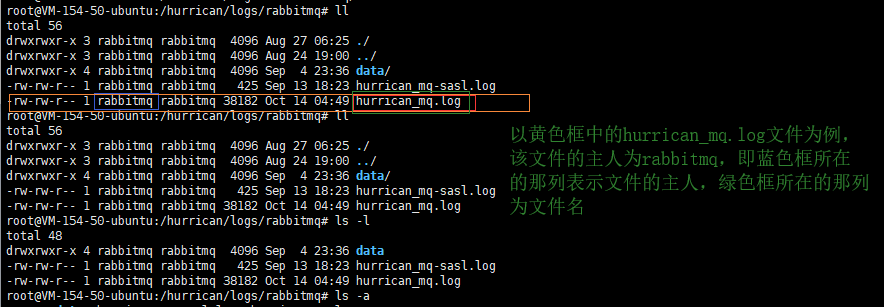 root@VM-154-50-ubuntu:/hurrican/logs/rabbitmq# ll
total 56
drwxrwxr-x 3 rabbitmq rabbitmq  4096 Aug 27 06:25 ./
drwxrwxr-x 3 rabbitmq rabbitmq  4096 Aug 24 19:00 ../
drwxrwxr-x 4 rabbitmq rabbitmq  4096 Sep  4 23:36 data/
-rw-rw-r-- 1 rabbitmq rabbitmq   425 Sep 13 18:23 hurrican_mq-sasl.log
-rw-rw-r-- 1 rabbitmq rabbitmq 38182 Oct 14 04:49 hurrican_mq.log
root@VM-154-50-ubuntu:/hurrican/logs/rabbitmq# ll
total 56
drwxrwxr-x 3 rabbitmq rabbitmq  4096 Aug 27 06:25 ./
drwxrwxr-x 3 rabbitmq rabbitmq  4096 Aug 24 19:00 ../
drwxrwxr-x 4 rabbitmq rabbitmq  4096 Sep  4 23:36 data/
-rw-rw-r-- 1 rabbitmq rabbitmq   425 Sep 13 18:23 hurrican_mq-sasl.log
-rw-rw-r-- 1 rabbitmq rabbitmq 38182 Oct 14 04:49 hurrican_mq.log
root@VM-154-50-ubuntu:/hurrican/logs/rabbitmq# ls -l
total 48
drwxrwxr-x 4 rabbitmq rabbitmq  4096 Sep  4 23:36 data
-rw-rw-r-- 1 rabbitmq rabbitmq   425 Sep 13 18:23 hurrican_mq-sasl.log
-rw-rw-r-- 1 rabbitmq rabbitmq 38182 Oct 14 04:49 hurrican_mq.log
root@VM-154-50-ubuntu:/hurrican/logs/rabbitmq# ls -a
以黄色框中的hurrican_mq.log文件为例，
该文件的主人为rabbitmq，即蓝色框所在
的那列表示文件的主人，绿色框所在的那列
为文件名